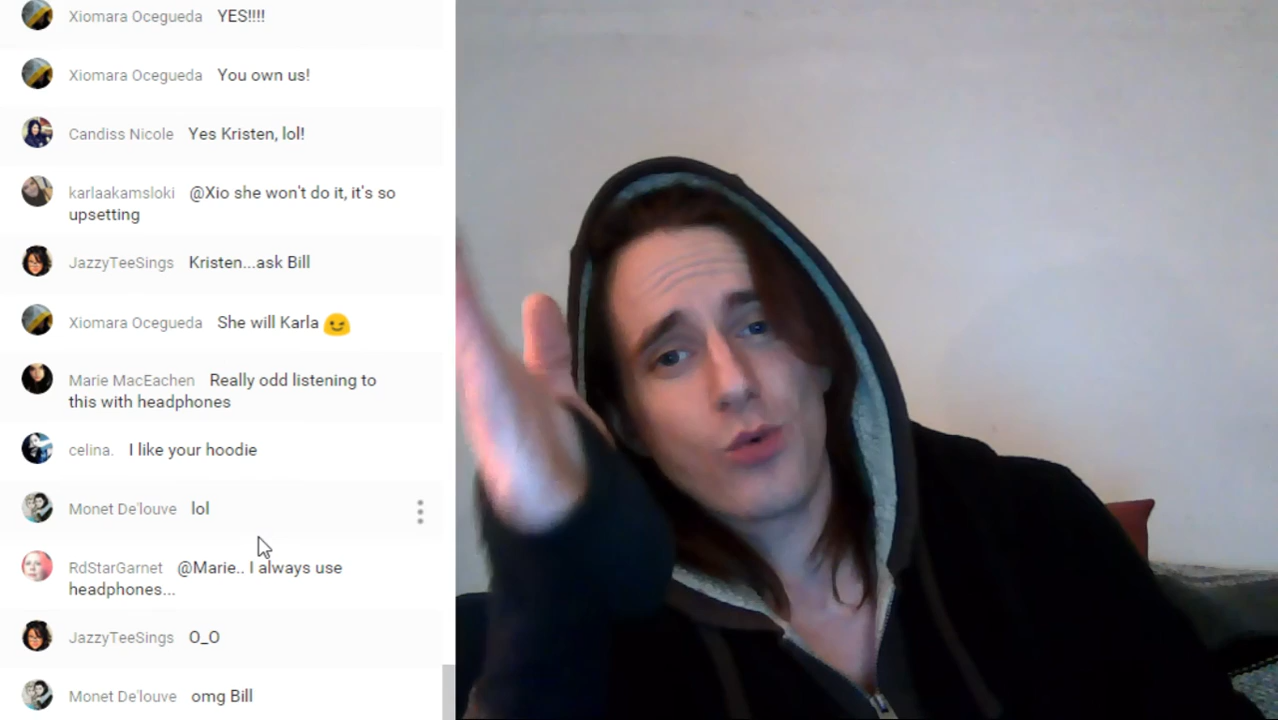 Xiomara Ocegueda YES!!!!
Xiomara Ocegueda You own us!
Candiss Nicole Yes Kristen, lol!
karlaakamsloki @Xio she won't do it, it's so
upsetting
JazzyTeeSings Kristen...ask Bill
Xiomara Ocegueda She will Karla 😉
Marie MacEachen Really odd listening to
this with headphones
celina. I like your hoodie
Monet De'louve lol
RdStarGarnet @Marie.. I always use
headphones...
JazzyTeeSings O_O
Monet De'louve omg Bill